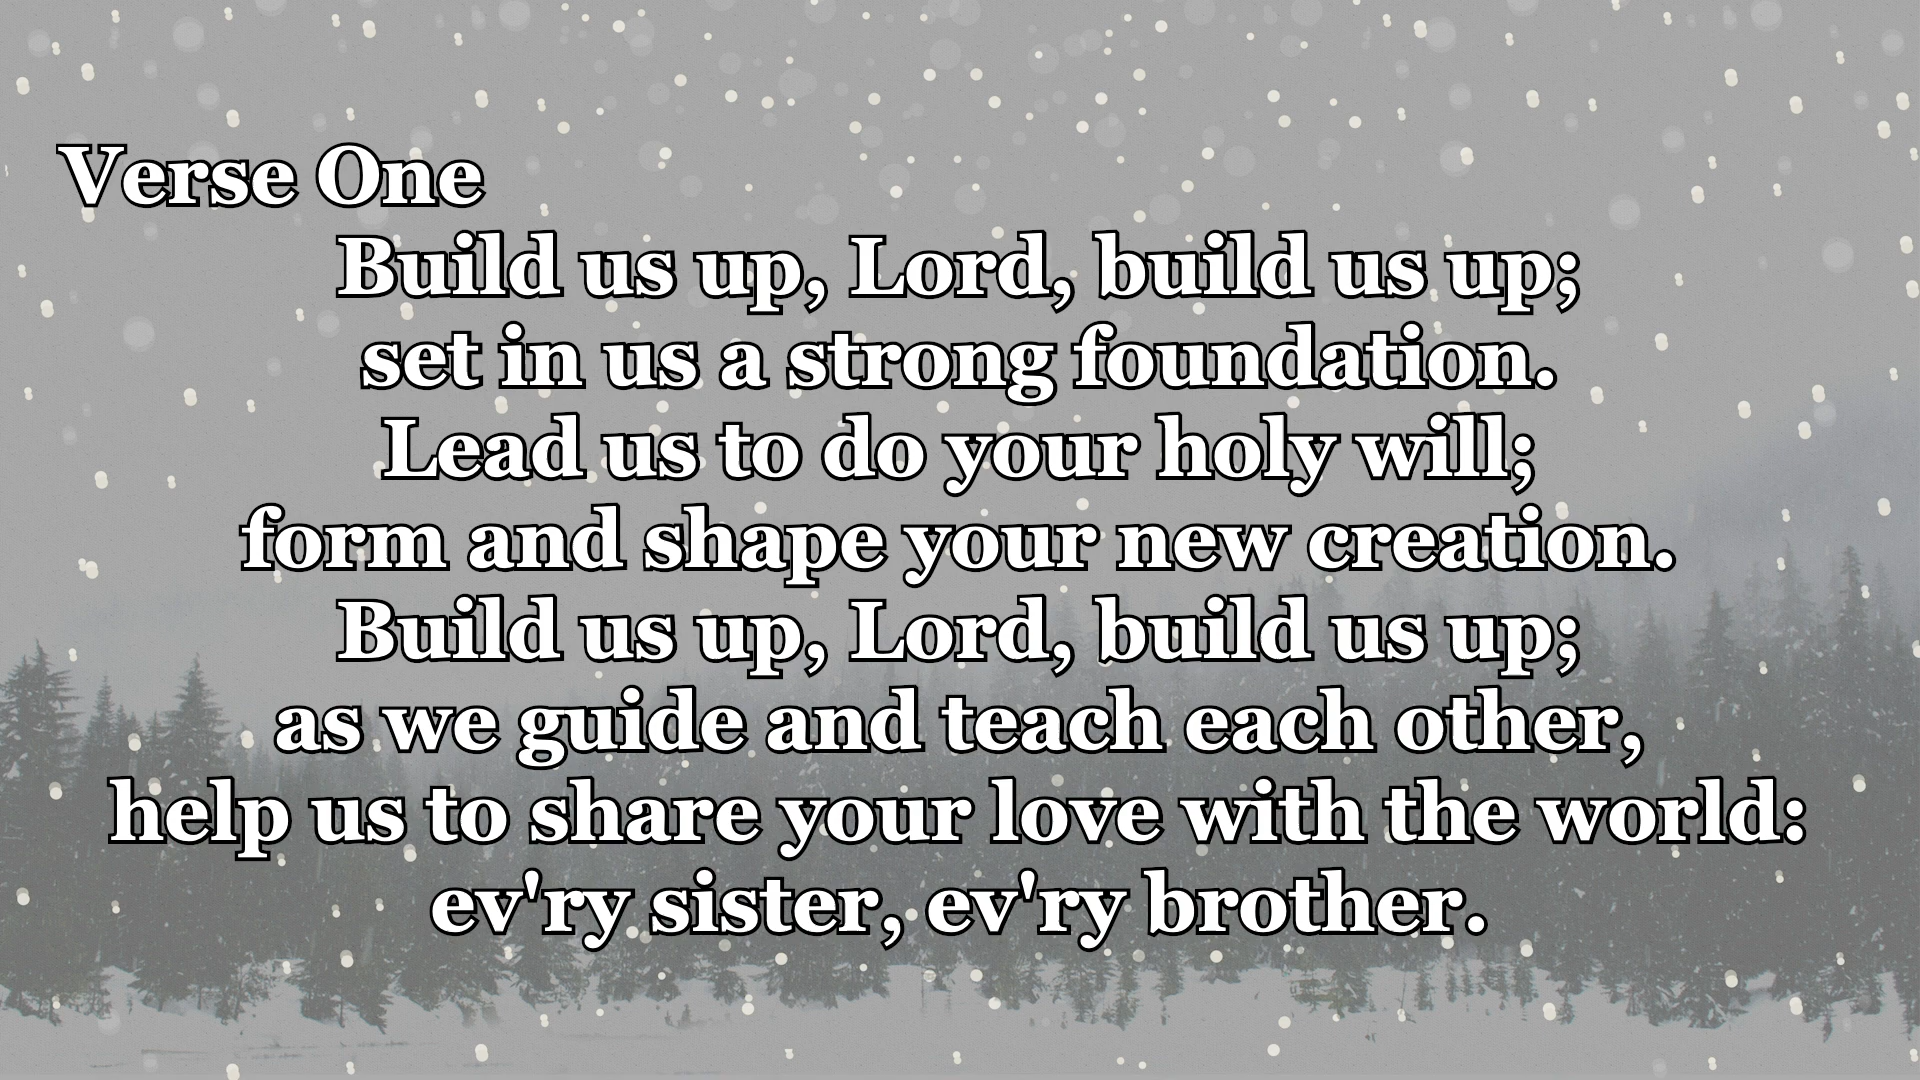 Verse One
Build us up, Lord, build us up;
set in us a strong foundation.
Lead us to do your holy will;
form and shape your new creation.
Build us up, Lord, build us up;
as we guide and teach each other,
help us to share your love with the world:
ev'ry sister, ev'ry brother.